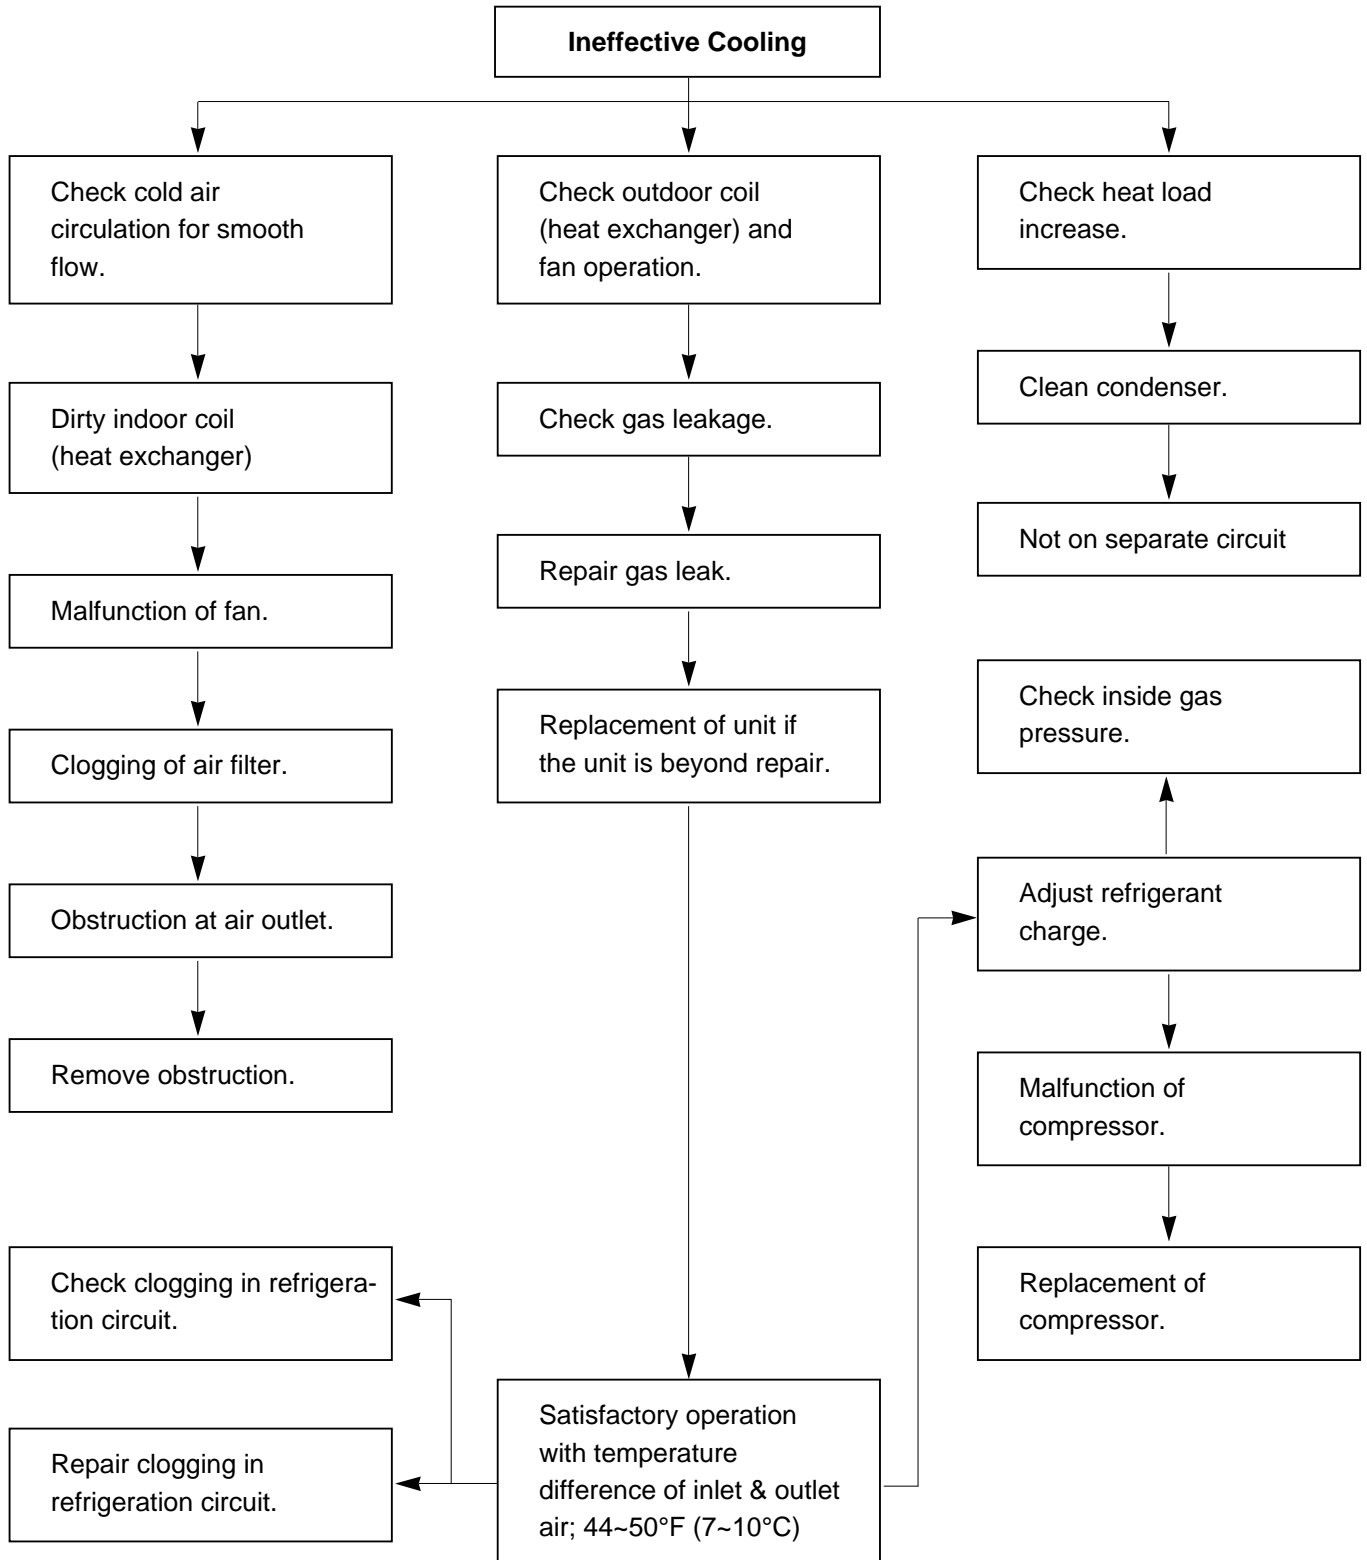 Ineffective Cooling
Check cold air
circulation for smooth
flow.
Dirty indoor coil
(heat exchanger)
Malfunction of fan.
Clogging of air filter.
Obstruction at air outlet.
Remove obstruction.
Check outdoor coil
(heat exchanger) and
fan operation.
Check gas leakage.
Repair gas leak.
Replacement of unit if
the unit is beyond repair.
Check heat load
increase.
Clean condenser.
Not on separate circuit
Check inside gas
pressure.
Adjust refrigerant
charge.
Malfunction of
compressor.
Replacement of
compressor.
Check clogging in refrigera-
tion circuit.
Repair clogging in
refrigeration circuit.
Satisfactory operation
with temperature
difference of inlet & outlet
air; 44~50°F (7~10°C)